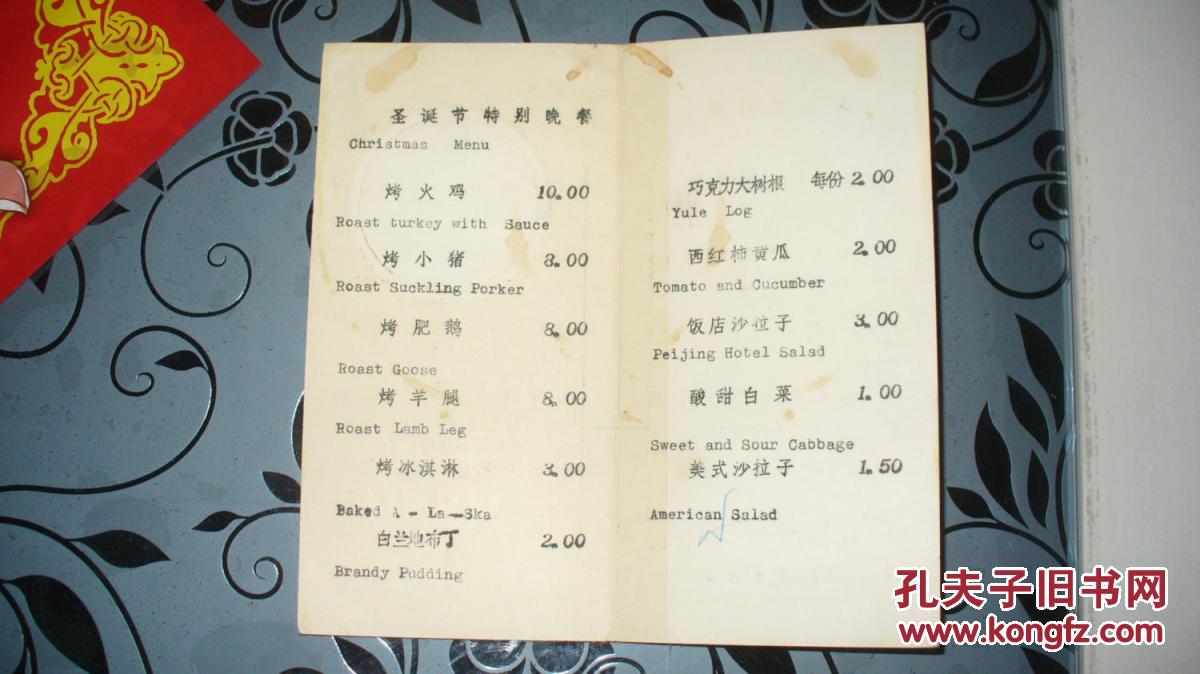 圣诞节特别晚餐
Christmas Menu
烤火鸡 10.00
Roast turkey with Sauce
烤小猪 8.00
Roast Suckling Porker
烤肥鹅 8.00
Roast Goose
烤羊腿 8.00
Roast Lamb Leg
烤冰淇淋 3.00
Baked A - La-Ska
白兰地布丁 2.00
Brandy Pudding
巧克力大树根 每份 2.00
Yule Log
西红柿黄瓜 2.00
Tomato and Cucumber
饭店沙拉子 3.00
Peijing Hotel Salad
酸甜白菜 1.00
Sweet and Sour Cabbage
美式沙拉子 1.50
American Salad
孔夫子旧书网
www.kongfz.com